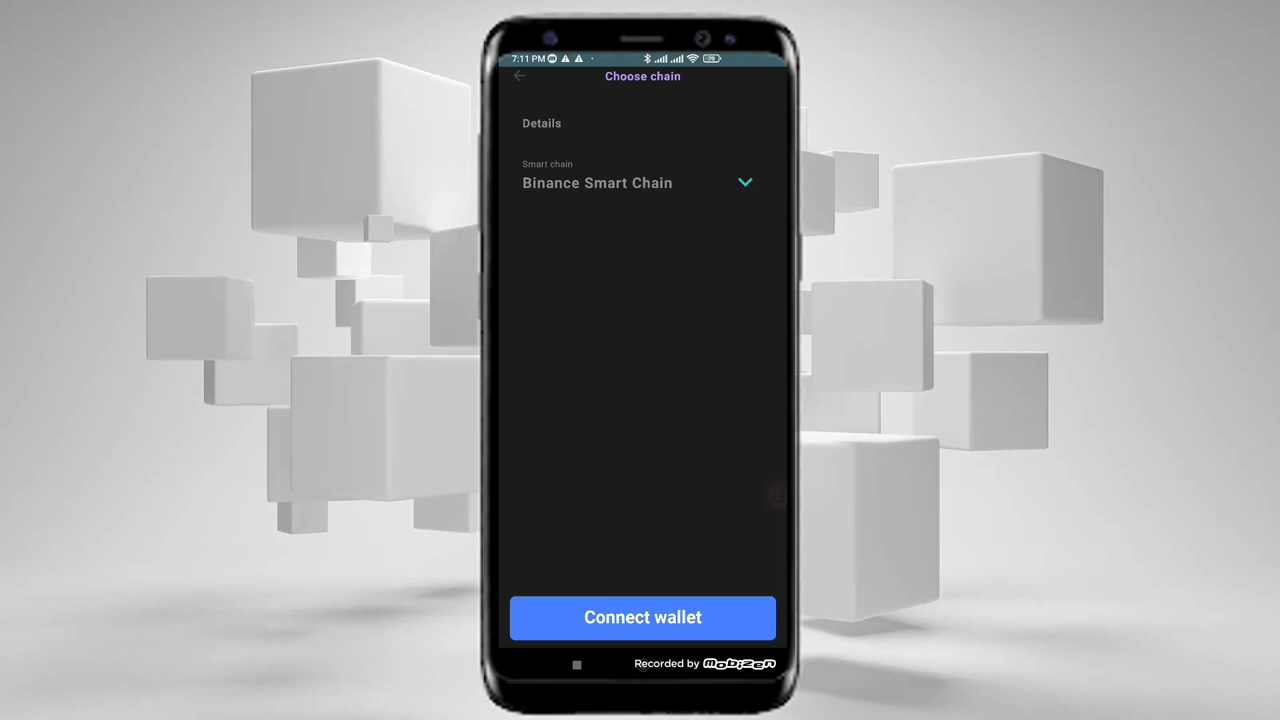 7:11 PM
Choose chain
Details
Smart chain
Binance Smart Chain
Connect wallet
Recorded by mobizen